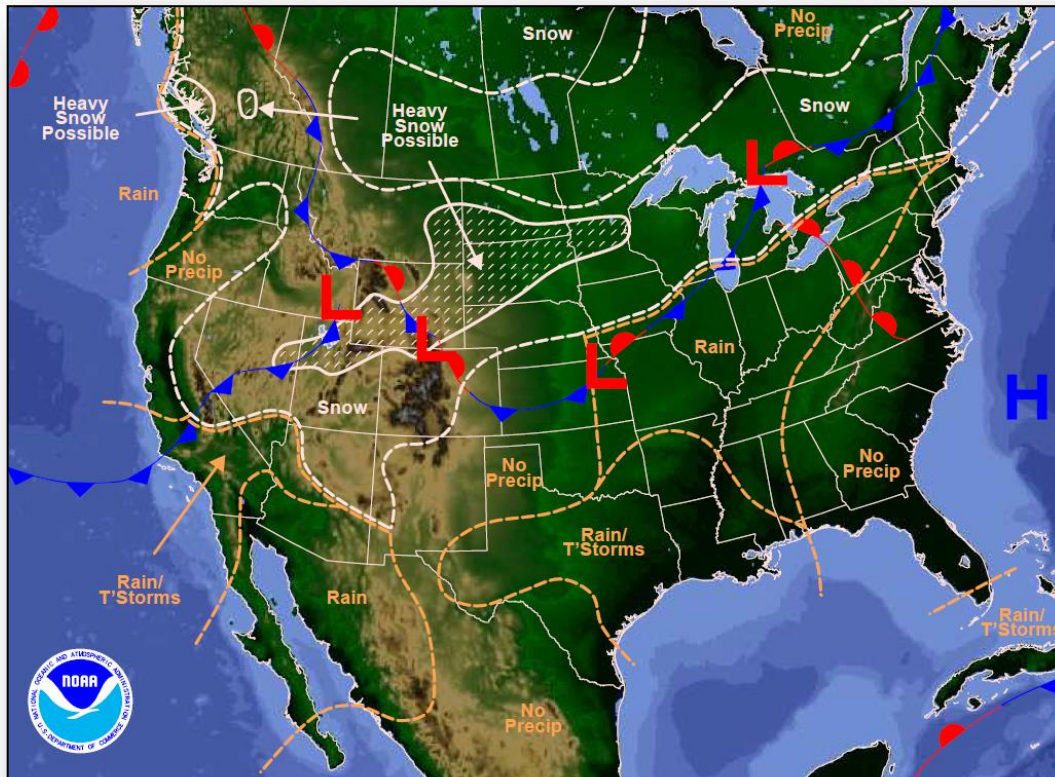 No
Precip
Snow
Heavy
Snow
Possible
Heavy
Snow
Possible
Snow
Rain
No
Precip
L
L
L
L
Rain
H
Snow
No
Precip
No
Precip
Rain/
T'Storms
Rain/
T'Storms
Rain
Rain/
T'Storms
No
Precip
NATIONAL OCEANIC AND ATMOSPHERIC ADMINISTRATION
NOAA
U.S. DEPARTMENT OF COMMERCE